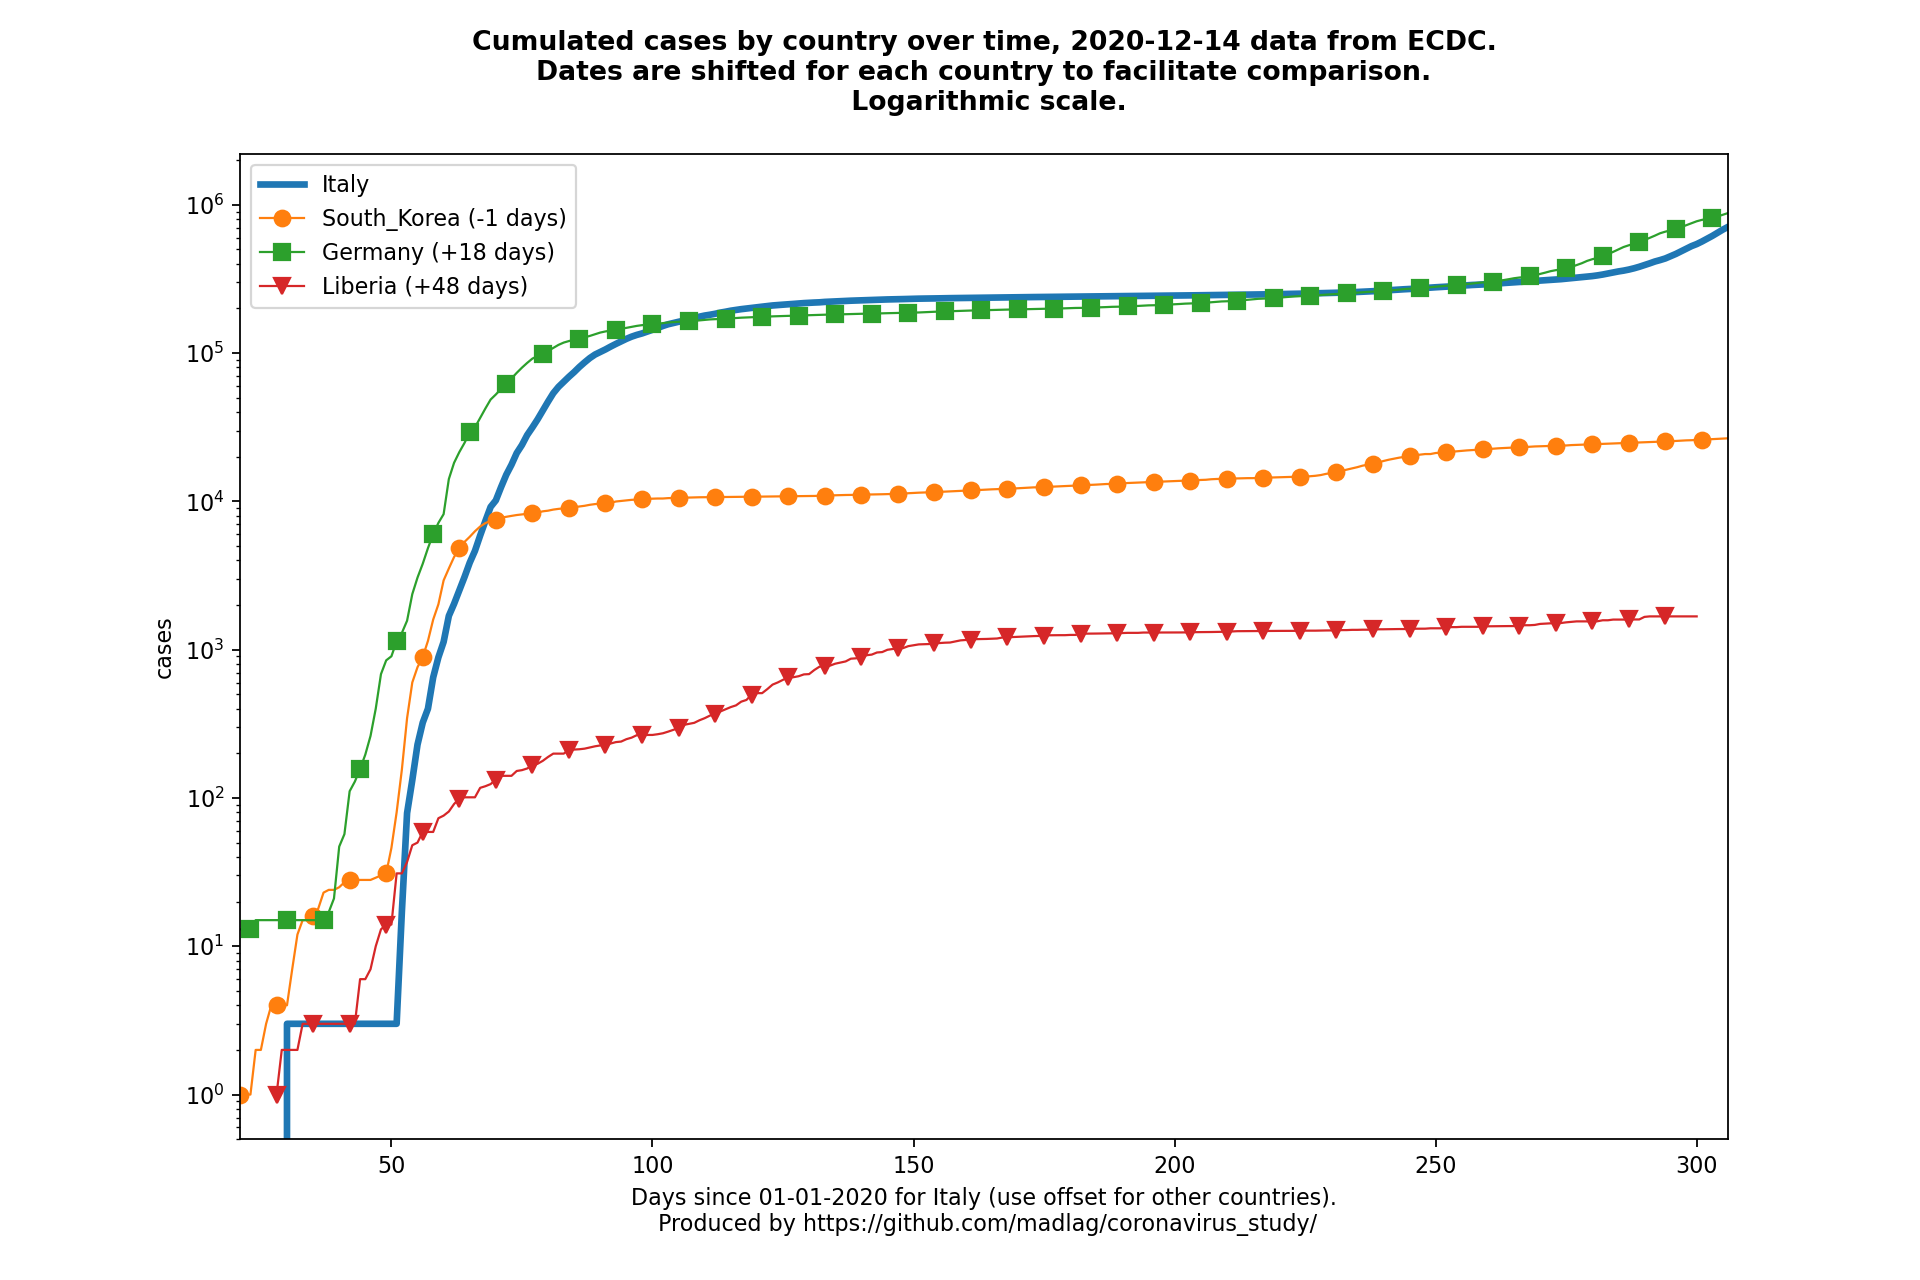 Cumulated cases by country over time, 2020-12-14 data from ECDC.
Dates are shifted for each country to facilitate comparison.
Logarithmic scale.
Italy
South_Korea (-1 days)
Germany (+18 days)
Liberia (+48 days)
10^6
10^5
10^4
10^3
10^2
10^1
10^0
cases
50 100 150 200 250 300
Days since 01-01-2020 for Italy (use offset for other countries).
Produced by https://github.com/madlag/coronavirus_study/